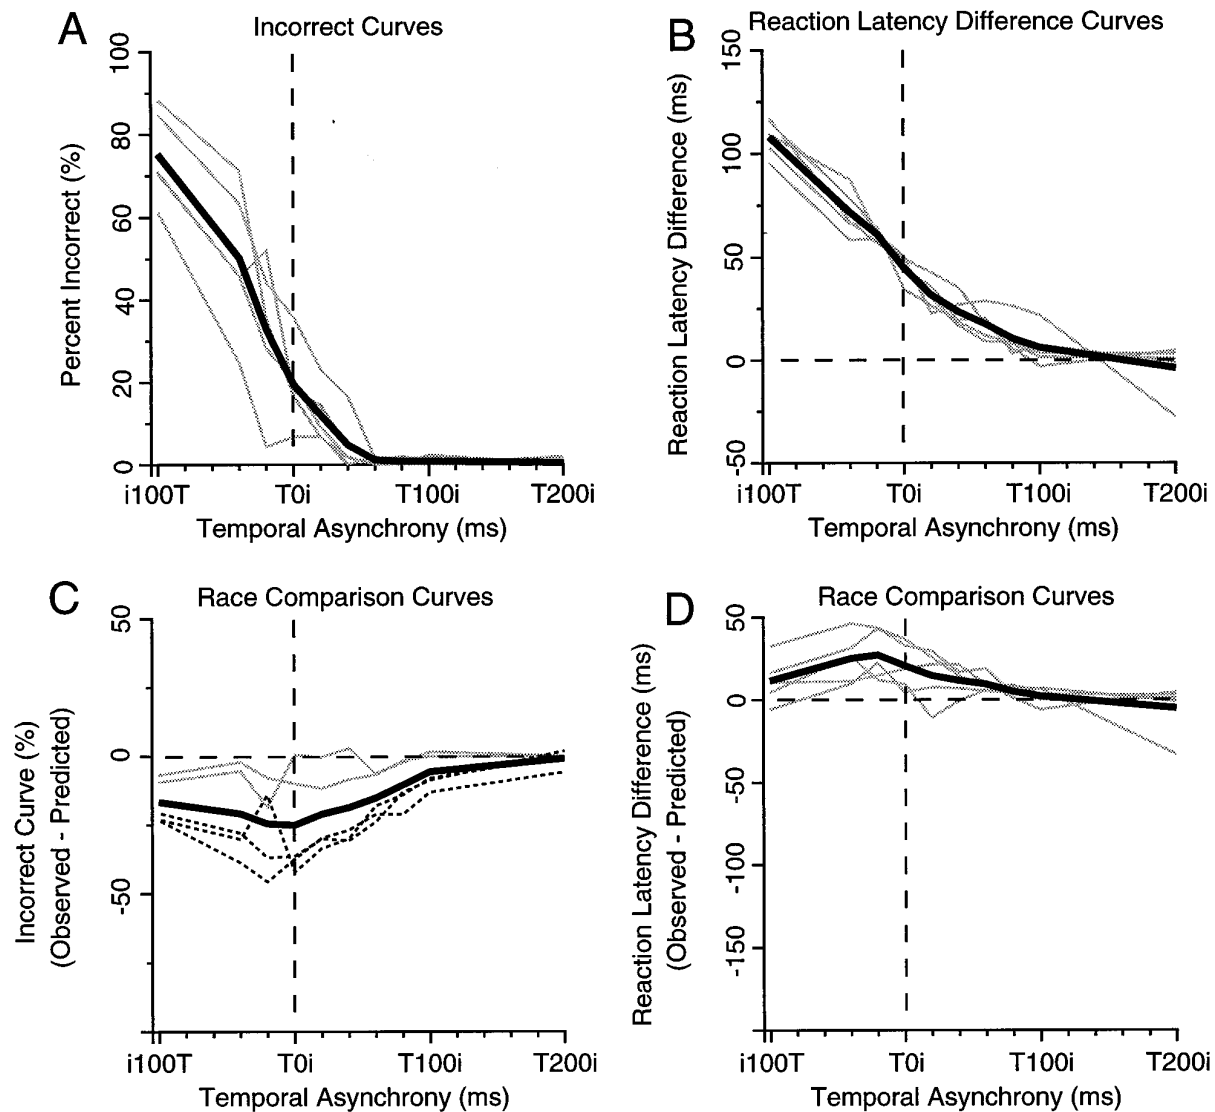 A
Incorrect Curves
Percent Incorrect (%)
100
80
60
40
20
0
i100T T0i T100i T200i
Temporal Asynchrony (ms)
B
Reaction Latency Difference Curves
Reaction Latency Difference (ms)
150
100
50
0
-50
i100T T0i T100i T200i
Temporal Asynchrony (ms)
C
Race Comparison Curves
Incorrect Curve (%)
(Observed - Predicted)
50
0
-50
i100T T0i T100i T200i
Temporal Asynchrony (ms)
D
Race Comparison Curves
Reaction Latency Difference (ms)
(Observed - Predicted)
50
0
-50
-100
-150
i100T T0i T100i T200i
Temporal Asynchrony (ms)